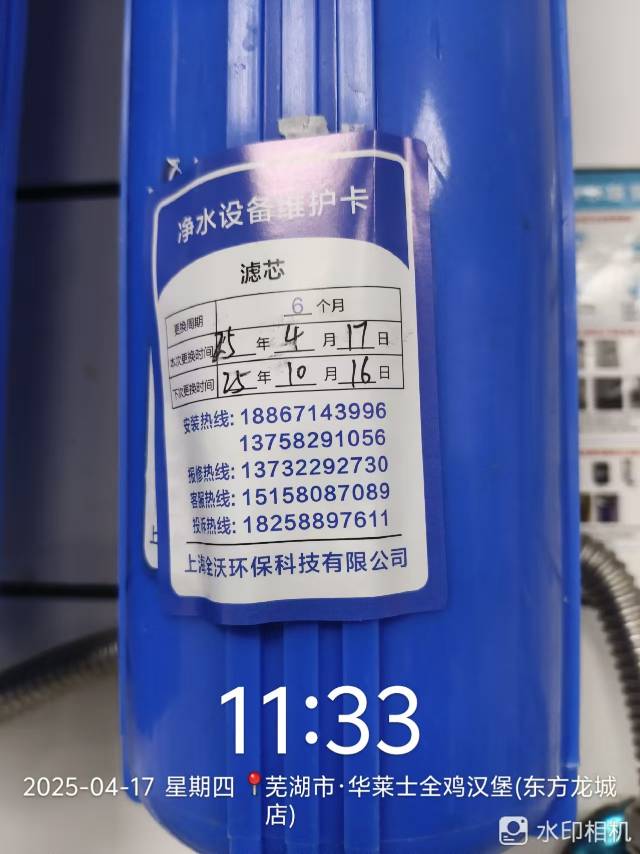 净水设备维护卡
滤芯
更换周期 6 个月
本次更换时间 25 年 4 月 17 日
下次更换时间 25 年 10 月 16 日
安装热线: 18867143996
13758291056
报修热线: 13732292730
客服热线: 15158087089
投诉热线: 18258897611
上海全沃环保科技有限公司
11:33
2025-04-17 星期四 📍芜湖市·华莱士全鸡汉堡(东方龙城
店)
水印相机